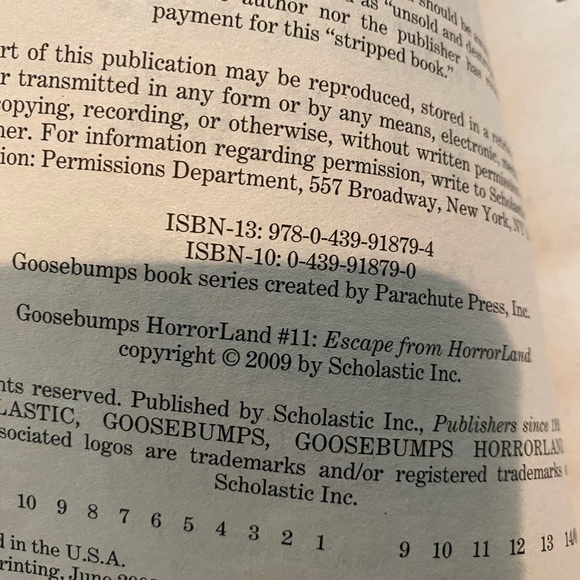 should be
as "unsold and
author nor the publisher has
payment for this "stripped book."
rt of this publication may be reproduced, stored in a
r transmitted in any form or by any means, electronic,
opying, recording, or otherwise, without written
ner. For information regarding permission, write to
ion: Permissions Department, 557 Broadway, New York,
ISBN-13: 978-0-439-91879-4
ISBN-10: 0-439-91879-0
Goosebumps book series created by Parachute Press, Inc.
Goosebumps HorrorLand #11: Escape from HorrorLand
copyright © 2009 by Scholastic Inc.
hts reserved. Published by Scholastic Inc., Publishers since
LASTIC, GOOSEBUMPS, GOOSEBUMPS HORRORLAND
sociated logos are trademarks and/or registered trademarks
Scholastic Inc.
10 9 8 7 6 5 4 3 2 1 9 10 11 12 13
d in the U.S.A.
rinting, June